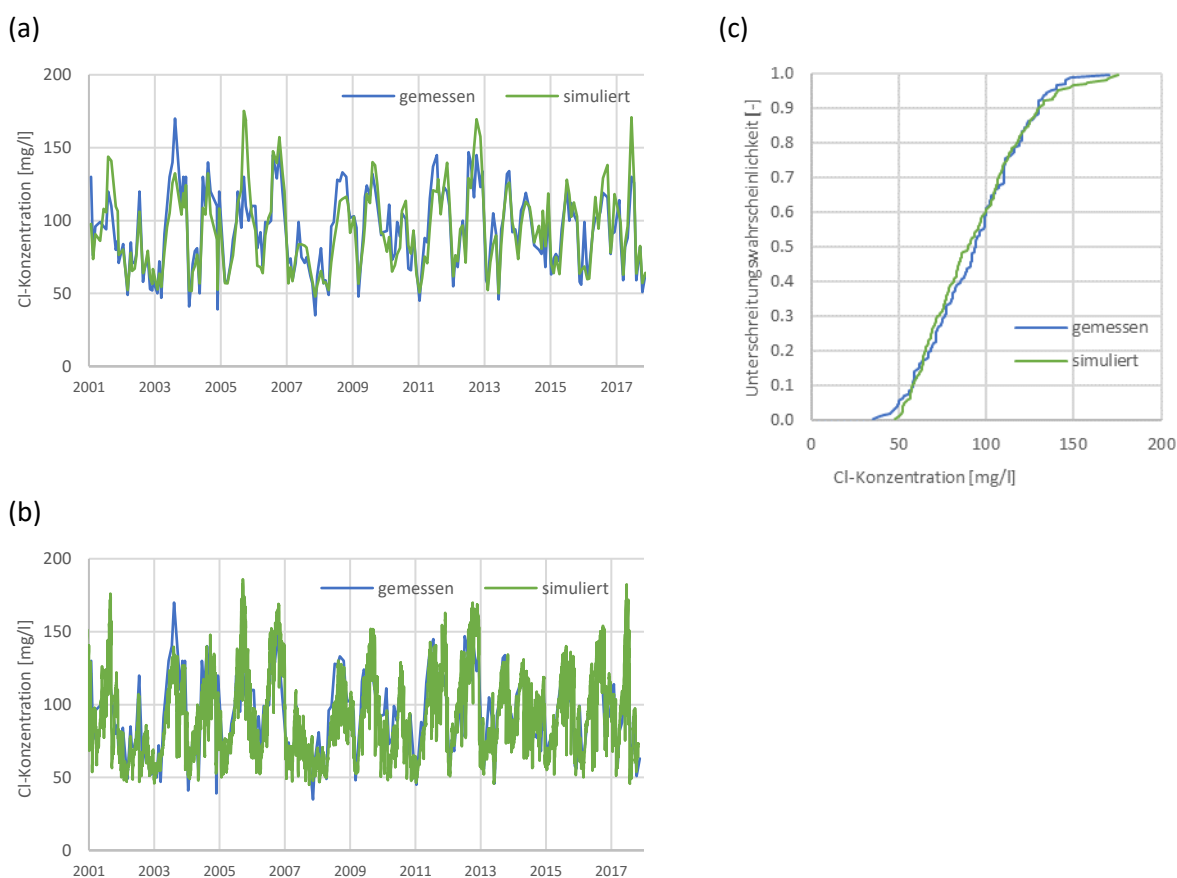 (a)
Cl-Konzentration [mg/l]
200
150
100
50
0
gemessen simuliert
2001 2003 2005 2007 2009 2011 2013 2015 2017
(c)
Unterschreitungswahrscheinlichkeit [-]
1.0
0.9
0.8
0.7
0.6
0.5
0.4
0.3
0.2
0.1
0.0
gemessen
simuliert
0 50 100 150 200
Cl-Konzentration [mg/l]
(b)
Cl-Konzentration [mg/l]
200
150
100
50
0
gemessen simuliert
2001 2003 2005 2007 2009 2011 2013 2015 2017